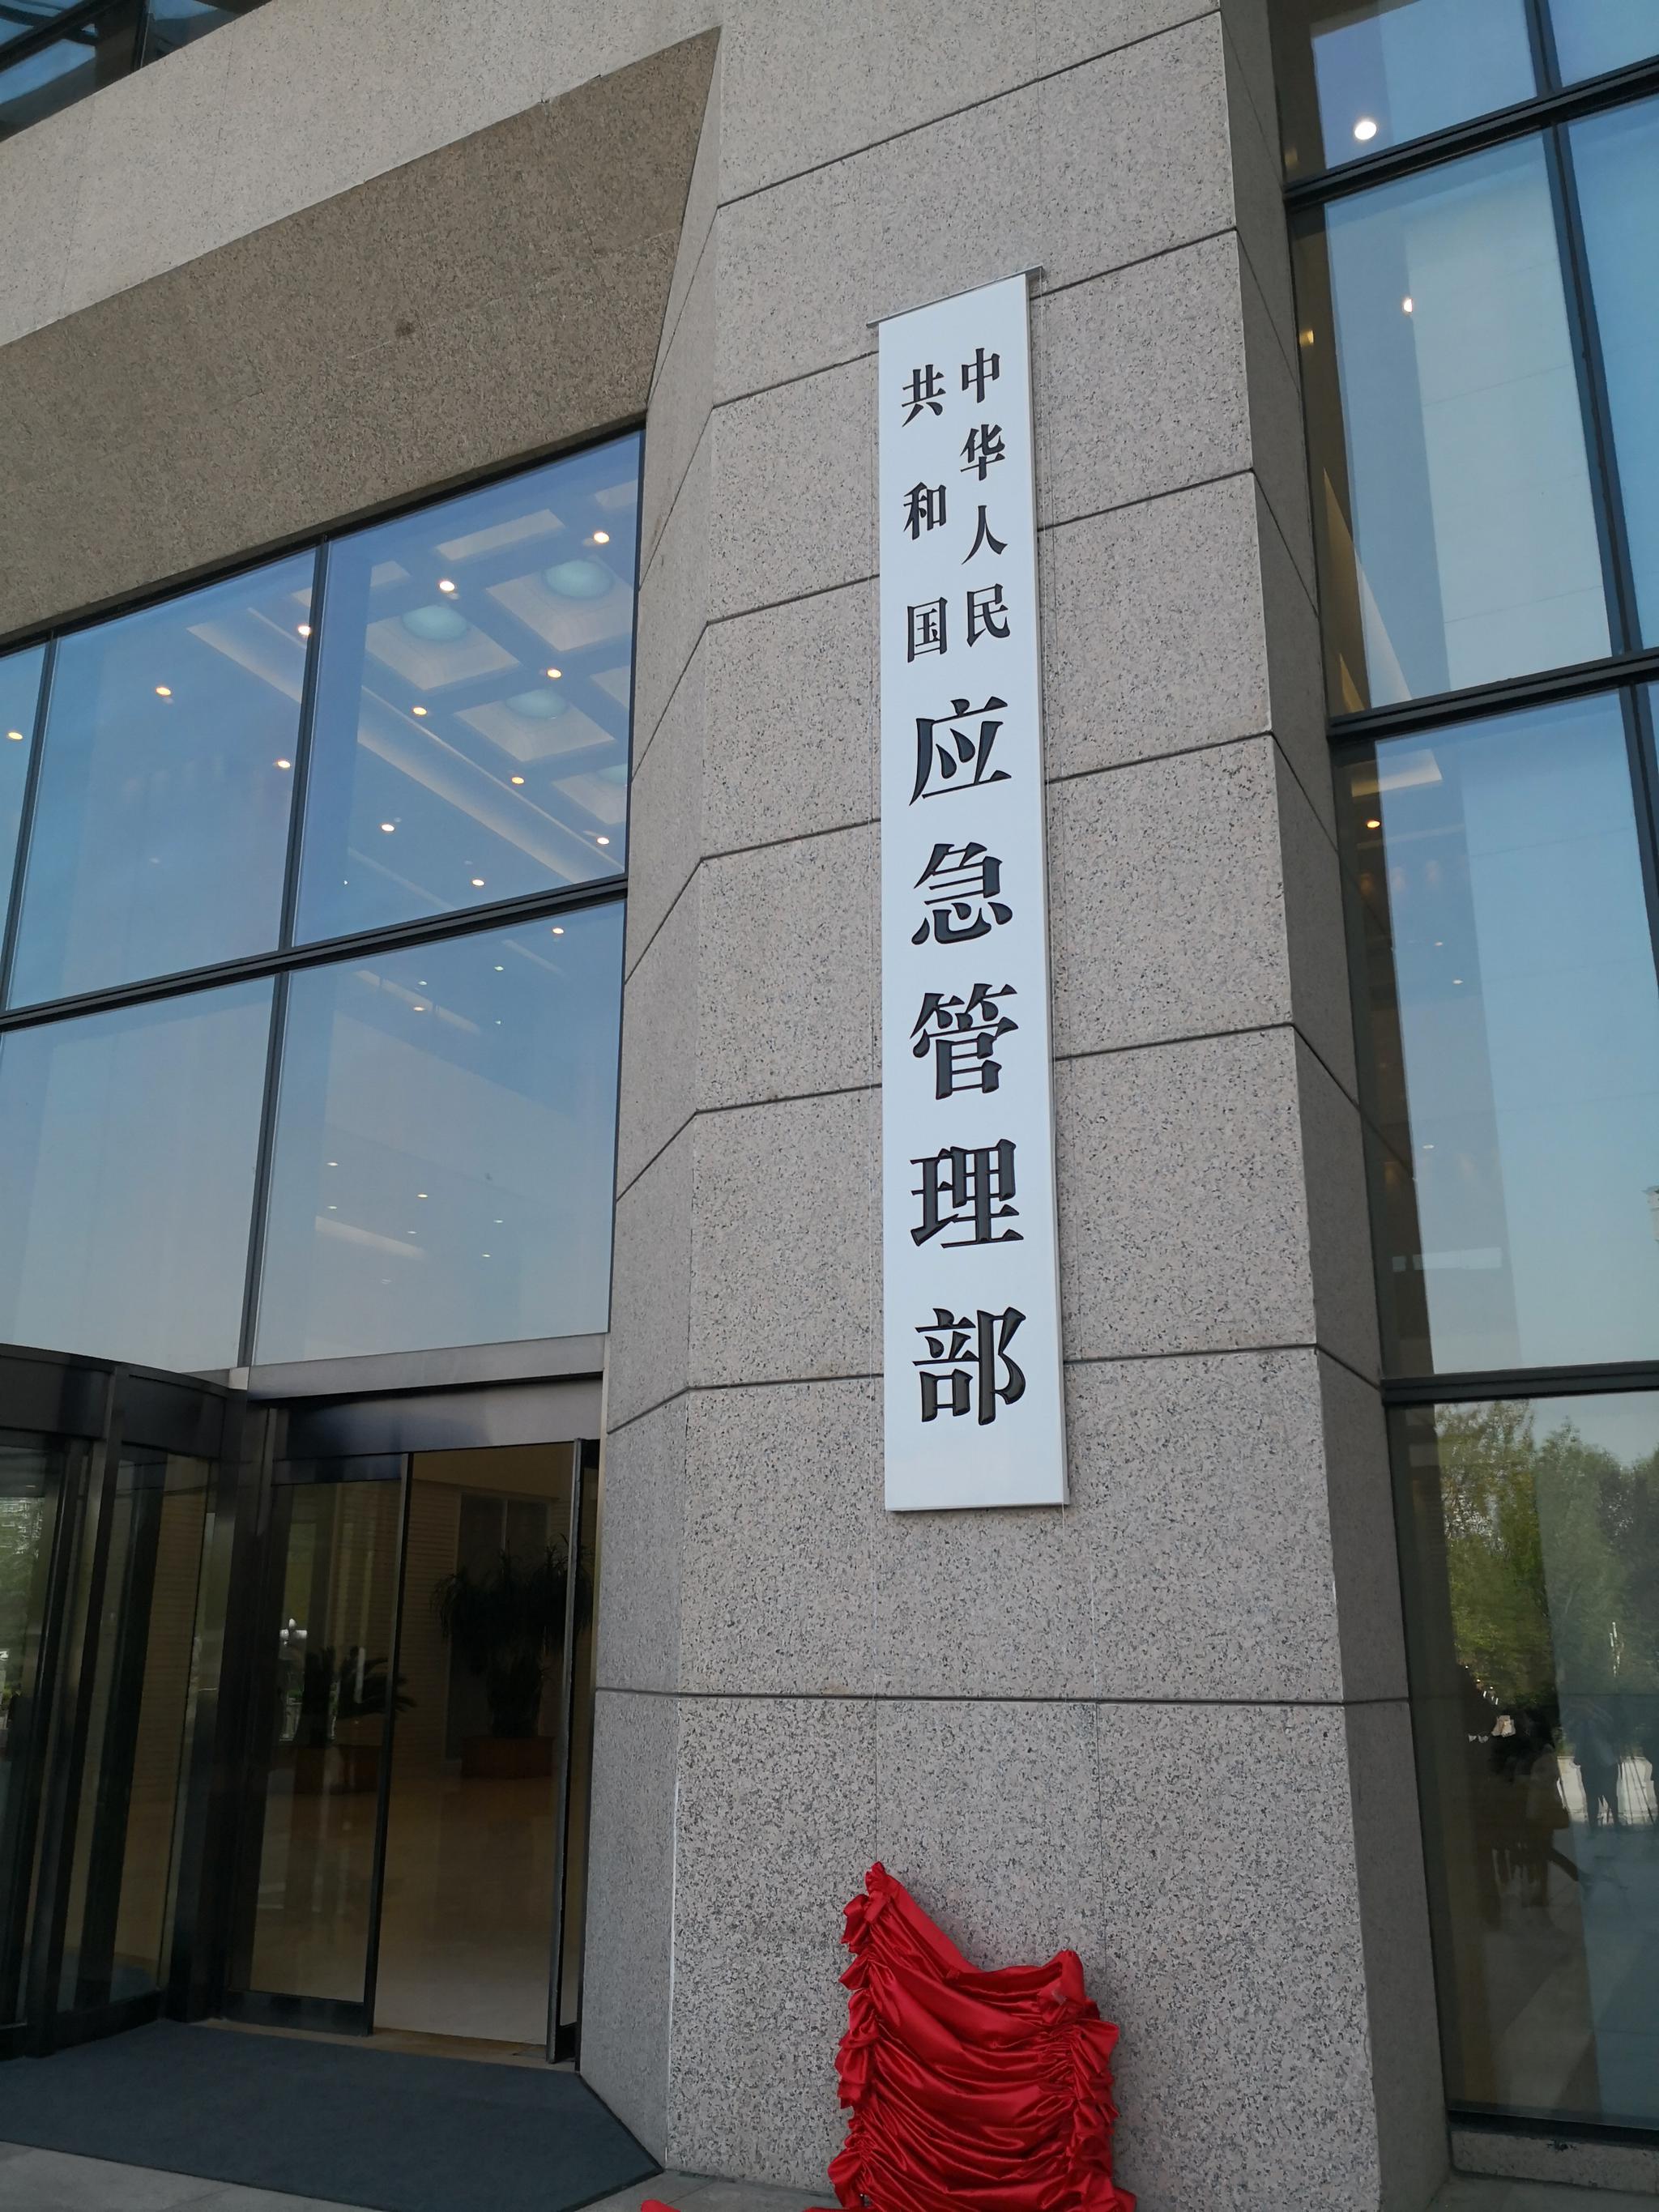 中华人民
共和国
应急管理部